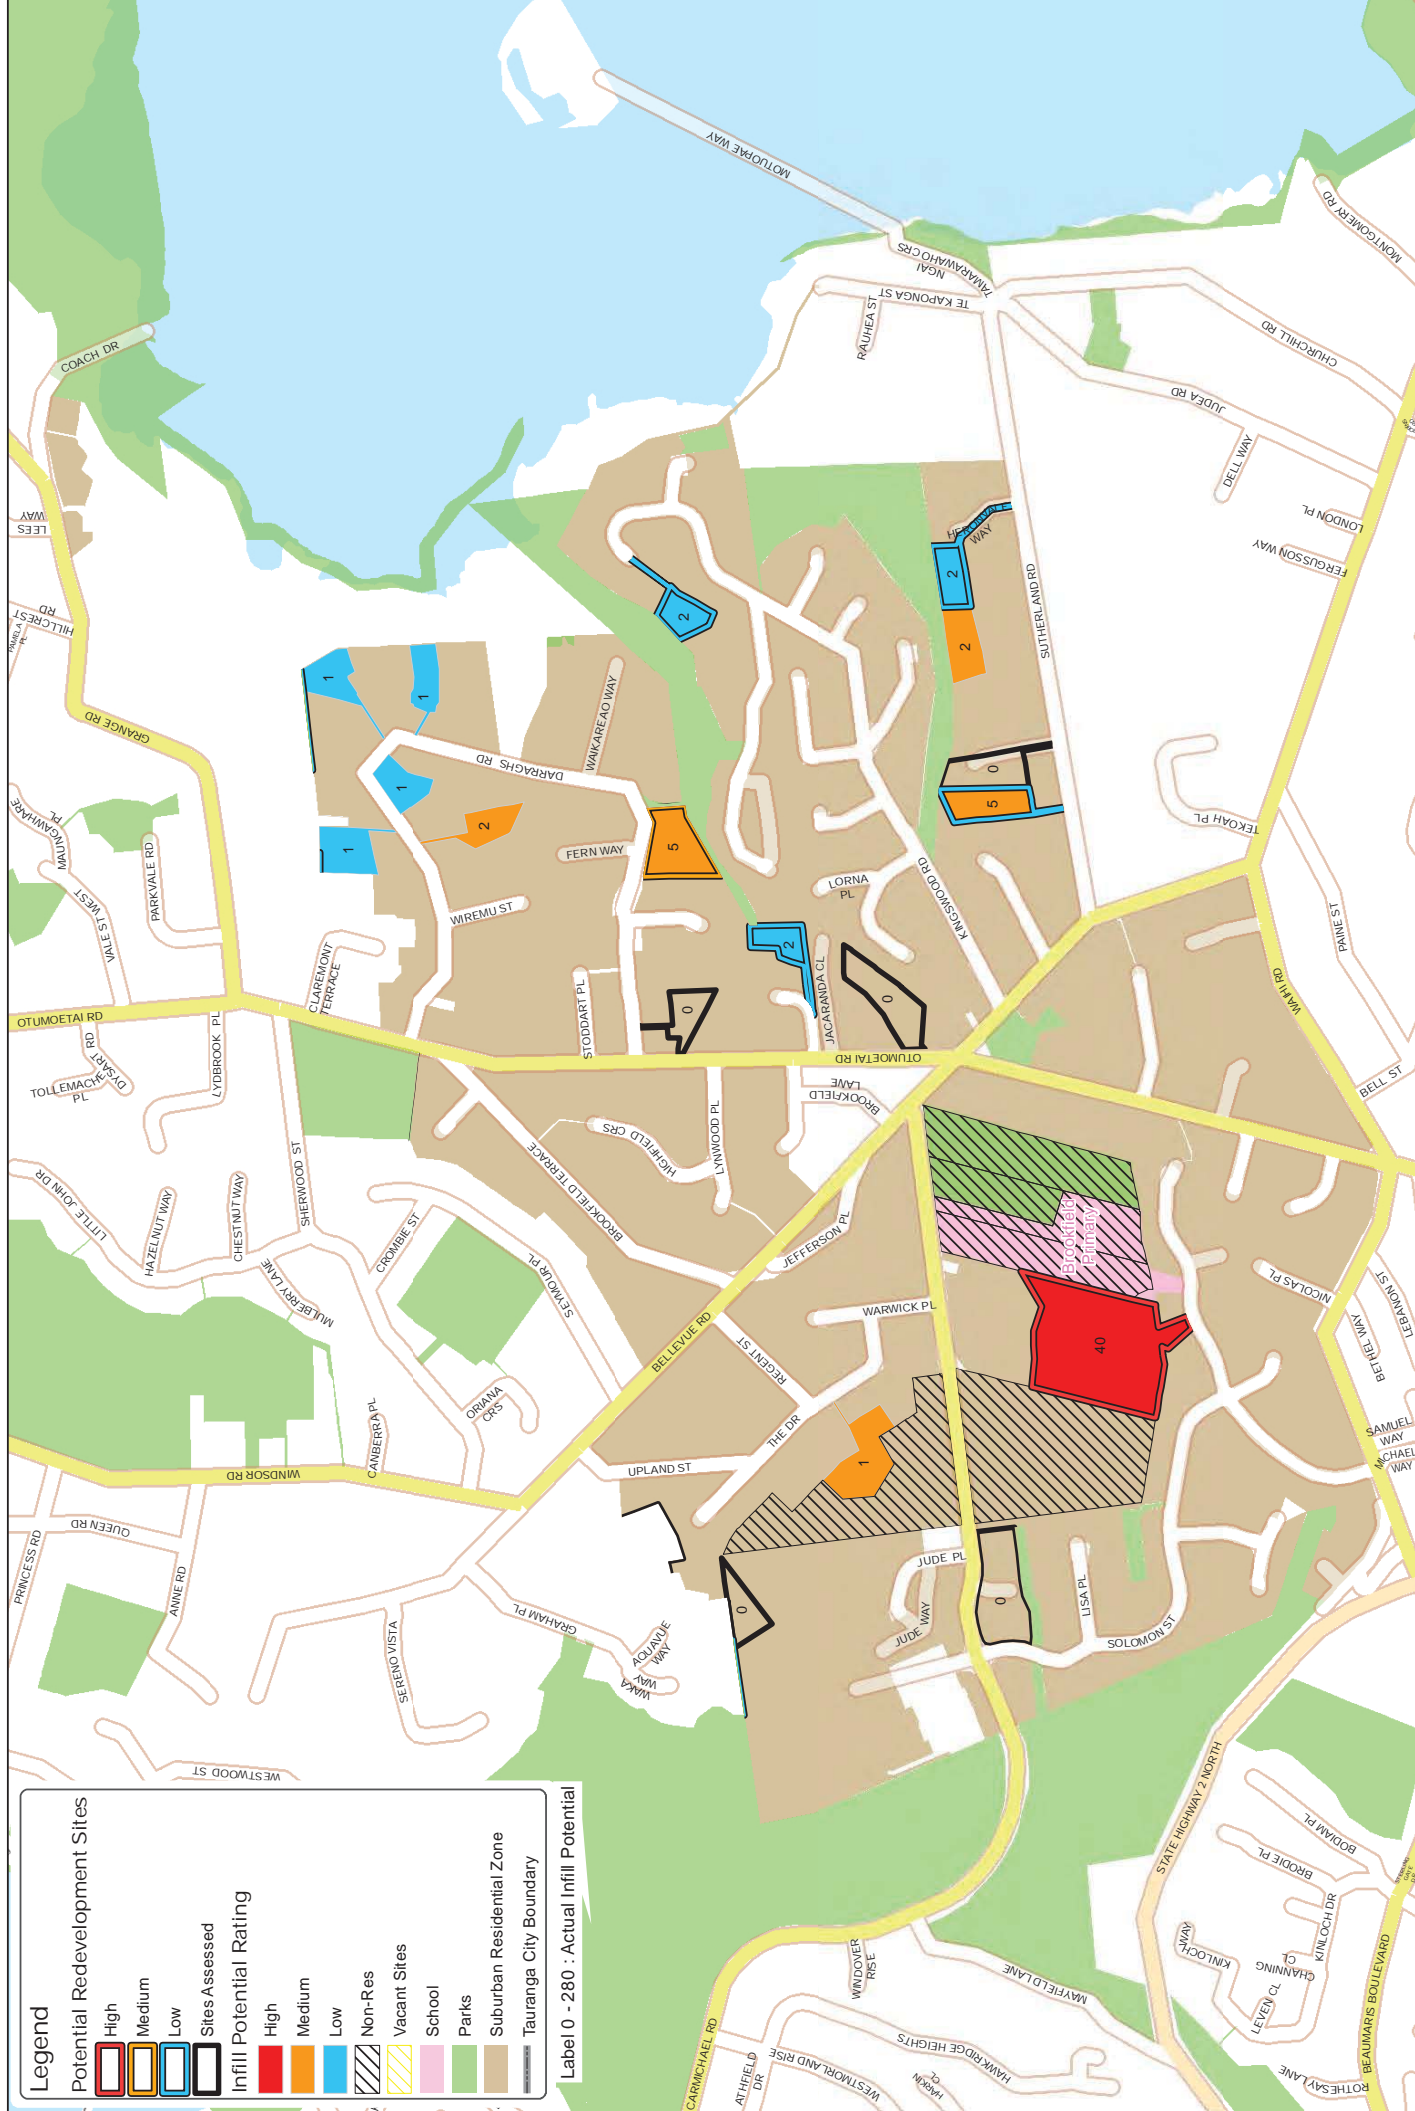 Legend
Potential Redevelopment Sites
High
Medium
Low
Sites Assessed
Infill Potential Rating
High
Medium
Low
Non-Res
Vacant Sites
School
Parks
Suburban Residential Zone
Tauranga City Boundary
Label 0 - 280 : Actual Infill Potential
COACH DR
LEES
WAY
HILLCREST
RD
PAMELA
PL
GRANGE RD
MAUNGAWHARE
PL
PARKVALE RD
VALE ST WEST
OTUMOETAI RD
CLAREMONT
TERRACE
DYSART
RD
TOLLEMACHE
PL
LYDBROOK PL
SHERWOOD ST
LITTLE JOHN DR
HAZELNUT WAY
CHESTNUT WAY
MULBERRY LANE
CROMBIE ST
SEYMOUR PL
ORIANA
CRS
CANBERRA PL
WINDSOR RD
PRINCESS RD
QUEEN RD
ANNE RD
SERENO VISTA
GRAHAM PL
AQUAVUE
WAY
WAKA
WAY
WESTWOOD ST
MOTUOPAE WAY
NGAI
TAMARAWAHO CRS
TE KAPONGA ST
RAUHEA ST
MONTGOMERY RD
CHURCHILL RD
JUDEA RD
DELL WAY
LONDON PL
FERGUSSON WAY
SUTHERLAND RD
TEKOAH PL
PAINE ST
WAIHI RD
BELL ST
DARRAGHS RD
WAIKAREAO WAY
FERN WAY
WIREMU ST
STODDART PL
LORNA
PL
KINGSWOOD RD
JACARANDA CL
OTUMOETAI RD
BROOKFIELD
LANE
LYNWOOD PL
HIGHFIELD CRS
BROOKFIELD TERRACE
JEFFERSON PL
BELLEVUE RD
REGENT ST
WARWICK PL
THE DR
UPLAND ST
JUDE PL
JUDE WAY
LISA PL
SOLOMON ST
Brookfield
Primary
NICOLAS PL
LEBANON ST
BETHEL WAY
SAMUEL
WAY
MICHAEL
WAY
STATE HIGHWAY 2 NORTH
BODIAM PL
BRODIE PL
KINLOCH DR
KINLOCH WAY
CHANNING
CL
LEVEN CL
BEAUMARIS BOULEVARD
ROTHESAY LANE
CARMICHAEL RD
WINDOVER
RISE
MAYFIELD LANE
HAWKRIDGE HEIGHTS
HARKIN
CL
WESTMORLAND RISE
ATHFIELD
DR
1
1
1
1
2
2
5
2
0
0
2
2
0
5
40
1
0
0